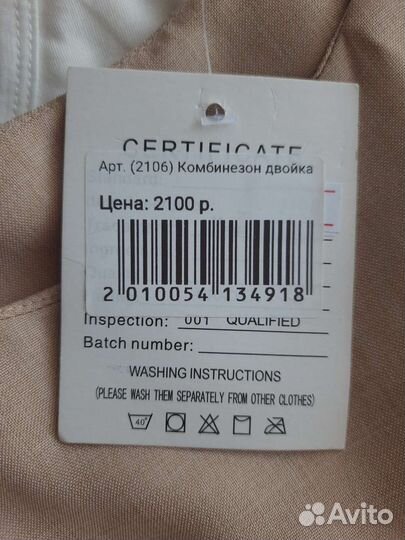 CERTIFICATE
Арт. (2106) Комбинезон двойка
Цена: 2100 р.
2 010054 134918
Inspection: 001 QUALIFIED
Batch number:
WASHING INSTRUCTIONS
(PLEASE WASH THEM SEPARATELY FROM OTHER CLOTHES)
40
Avito